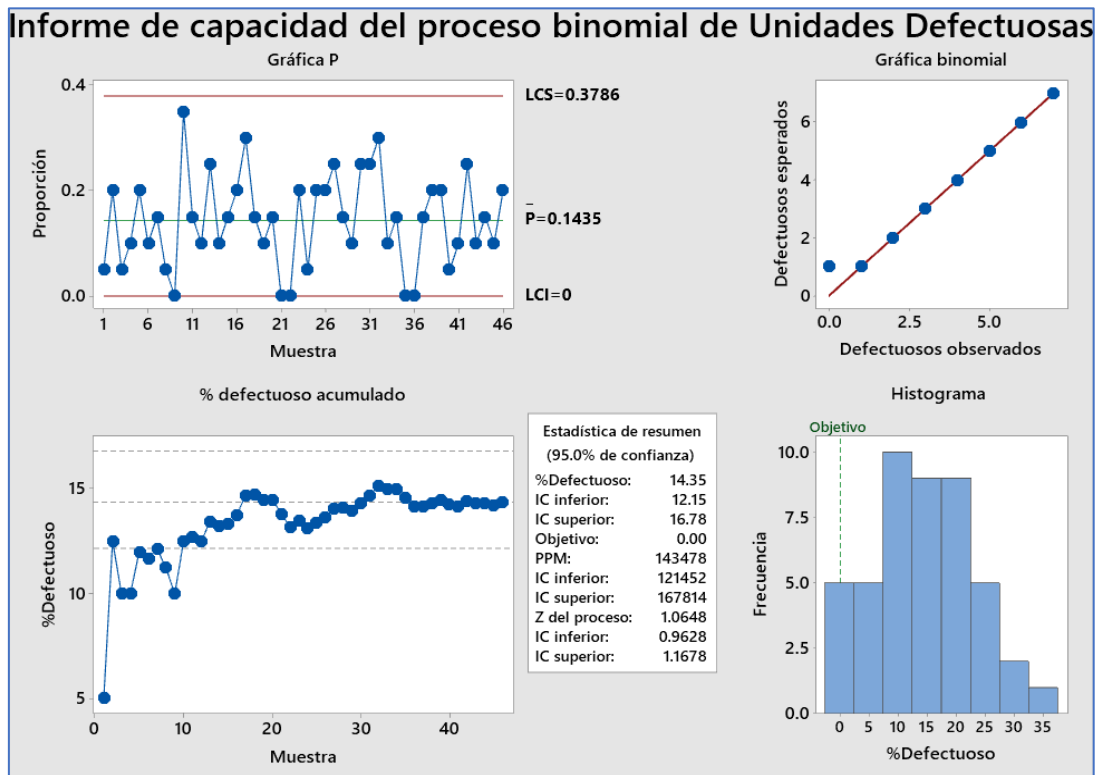 Informe de capacidad del proceso binomial de Unidades Defectuosas
Gráfica P
0.4
0.2
0.0
Proporción
1 6 11 16 21 26 31 36 41 46
Muestra
LCS=0.3786
P̄=0.1435
LCI=0
Gráfica binomial
6
4
2
0
Defectuosos esperados
0.0 2.5 5.0
Defectuosos observados
% defectuoso acumulado
15
10
5
%Defectuoso
0 10 20 30 40
Muestra
Estadística de resumen
(95.0% de confianza)
%Defectuoso: 14.35
IC inferior: 12.15
IC superior: 16.78
Objetivo: 0.00
PPM: 143478
IC inferior: 121452
IC superior: 167814
Z del proceso: 1.0648
IC inferior: 0.9628
IC superior: 1.1678
Histograma
Objetivo
10.0
7.5
5.0
2.5
0.0
Frecuencia
0 5 10 15 20 25 30 35
%Defectuoso